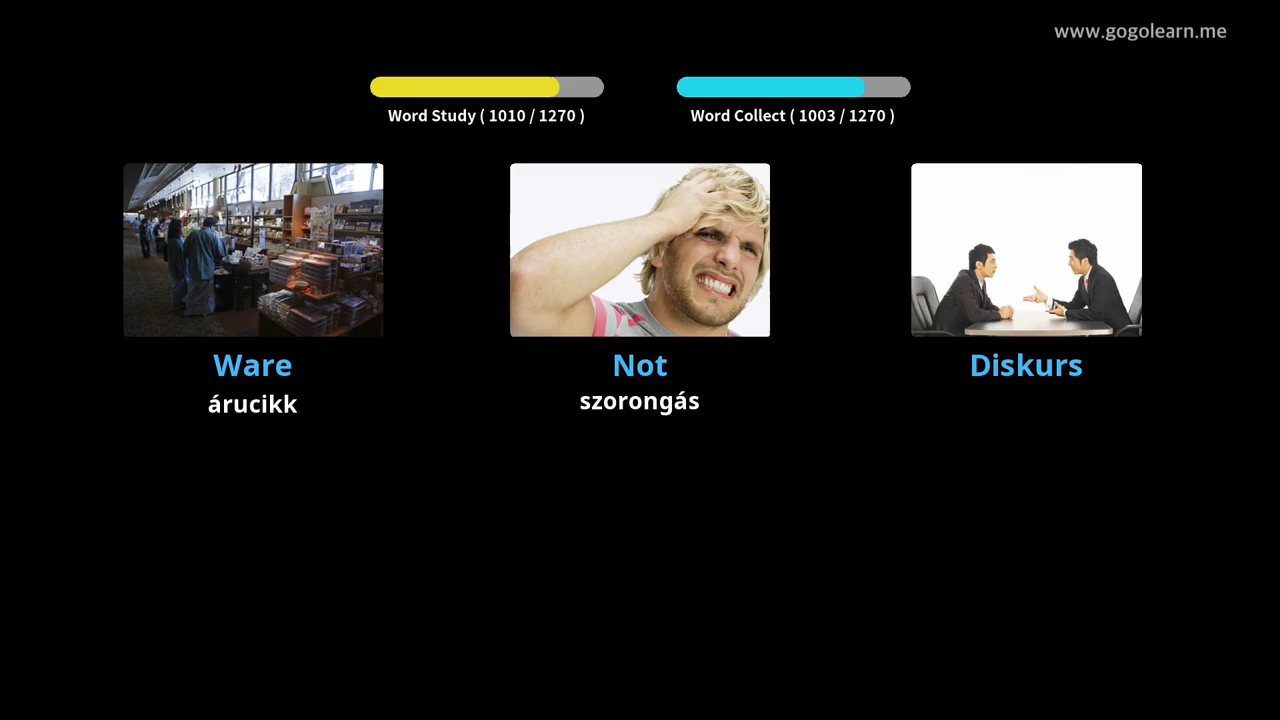 www.gogolearn.me
Word Study ( 1010 / 1270 )
Word Collect ( 1003 / 1270 )
Ware
Not
Diskurs
árucikk
szorongás